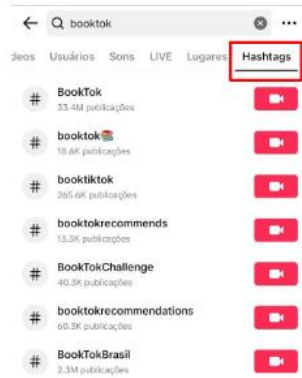 booktok
deos Usuários Sons LIVE Lugares Hashtags
# BookTok
33.4M publicações
# booktok📚
18.6K publicações
# booktiktok
265.6K publicações
# booktokrecommends
13.3K publicações
# BookTokChallenge
40.3K publicações
# booktokrecommendations
60.3K publicações
# BookTokBrasil
2.3M publicações